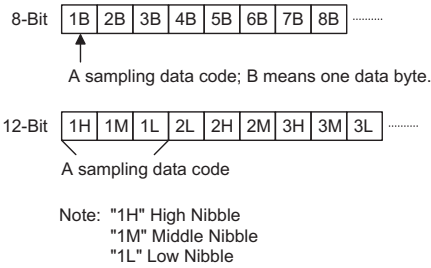 8-Bit 1B 2B 3B 4B 5B 6B 7B 8B
A sampling data code; B means one data byte.
12-Bit 1H 1M 1L 2L 2H 2M 3H 3M 3L
A sampling data code
Note: "1H" High Nibble
"1M" Middle Nibble
"1L" Low Nibble